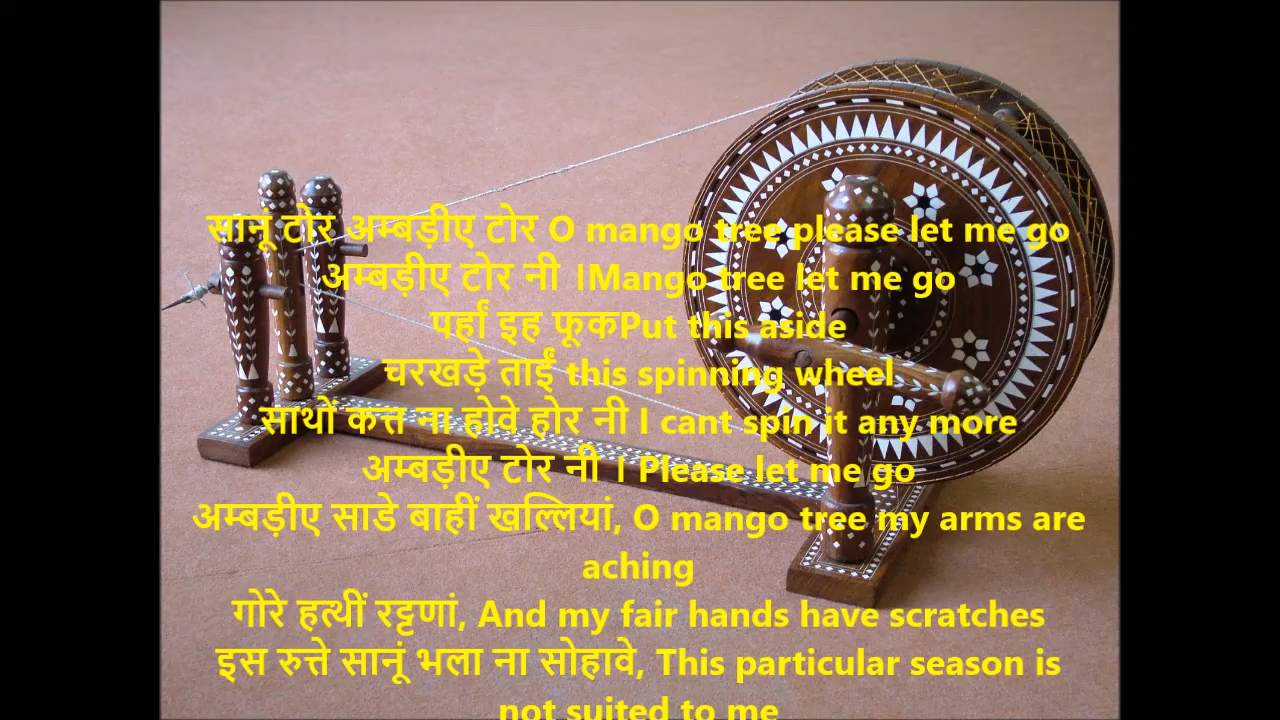 सानूं टोर अम्बड़ीए टोर O mango tree please let me go
अम्बड़ीए टोर नी ।Mango tree let me go
पर्हां इह फूकPut this aside
चरखड़े ताईं this spinning wheel
साथों कत्त ना होवे होर नी I cant spin it any more
अम्बड़ीए टोर नी । Please let me go
अम्बड़ीए साडे बाहीं खल्लियां, O mango tree my arms are
aching
गोरे हत्थीं रट्टणां, And my fair hands have scratches
इस रुत्ते सानूं भला ना सोहावे, This particular season is
not suited to me